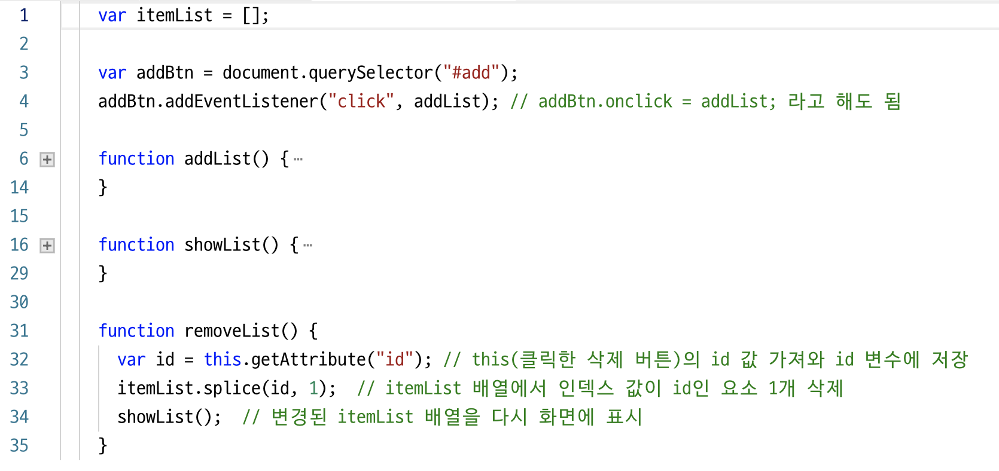 1 var itemList = [];
2
3 var addBtn = document.querySelector("#add");
4 addBtn.addEventListener("click", addList); // addBtn.onclick = addList; 라고 해도 됨
5
6 function addList() {⋯
14 }
15
16 function showList() {⋯
29 }
30
31 function removeList() {
32 var id = this.getAttribute("id"); // this(클릭한 삭제 버튼)의 id 값 가져와 id 변수에 저장
33 itemList.splice(id, 1); // itemList 배열에서 인덱스 값이 id인 요소 1개 삭제
34 showList(); // 변경된 itemList 배열을 다시 화면에 표시
35 }